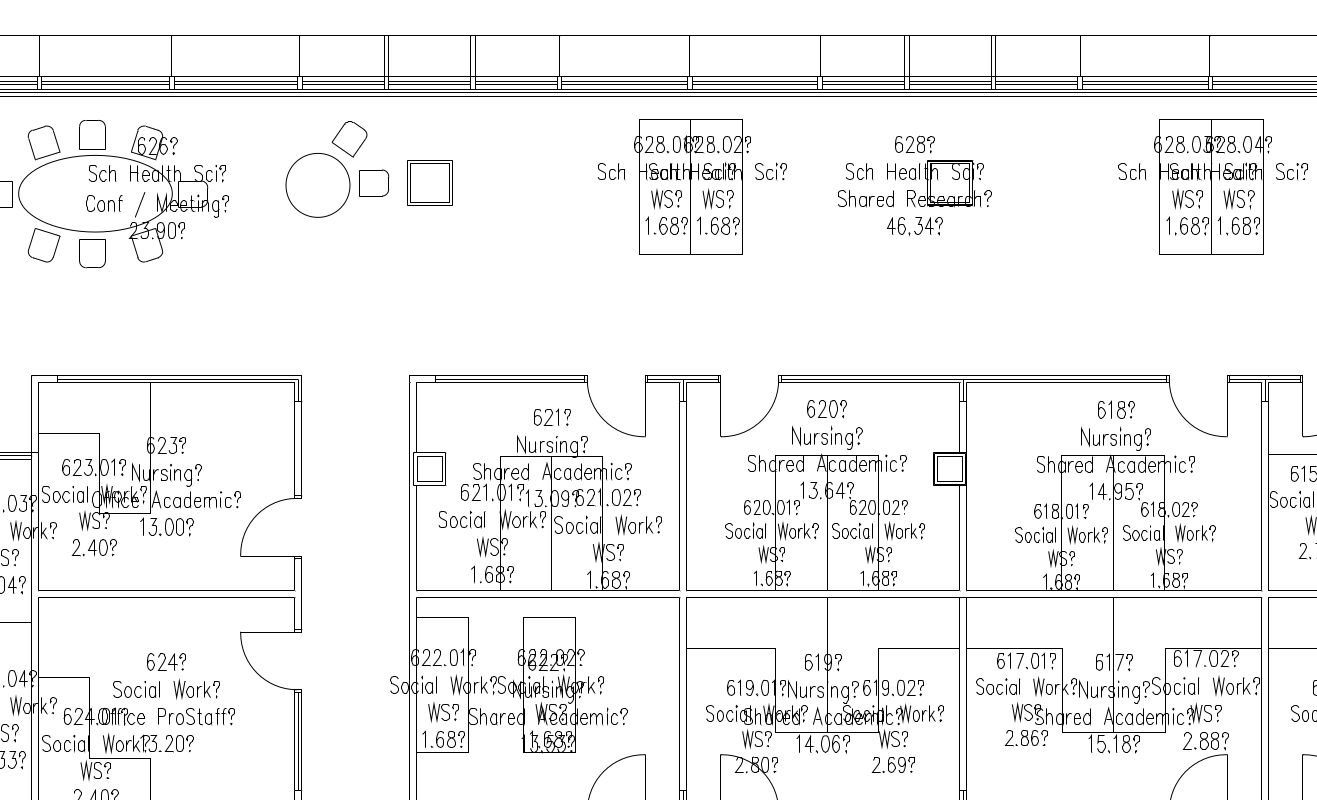 626?
Sch Health Sci?
Conf / Meeting?
23.90?
628.01?
Sch Health Sci?
WS?
1.68?
628.02?
Sch Health Sci?
WS?
1.68?
628?
Sch Health Sci?
Shared Research?
46,34?
628.03?
Sch Health Sci?
WS?
1.68?
628.04?
Sch Health Sci?
WS?
1.68?
623?
Nursing?
Office Academic?
13.00?
623.01?
Social Work?
WS?
2.40?
.03?
Work?
S?
04?
621?
Nursing?
Shared Academic?
13.09?
621.01?
Social Work?
WS?
1.68?
621.02?
Social Work?
WS?
1.68?
620?
Nursing?
Shared Academic?
13.64?
620.01?
Social Work?
WS?
1,68?
620.02?
Social Work?
WS?
1,68?
618?
Nursing?
Shared Academic?
14.95?
618.01?
Social Work?
WS?
1,68?
618.02?
Social Work?
WS?
1,68?
615
Social
W
2.
624?
Social Work?
Office ProStaff?
13.20?
624.01?
Social Work?
WS?
2.40?
.04?
Work?
S?
33?
622.01?
Social Work?
WS?
1.68?
622.02?
Social Work?
WS?
1.68?
622?
Nursing?
Shared Academic?
13.53?
619?
Nursing?
Shared Academic?
14,06?
619.01?
Social Work?
WS?
2.80?
619.02?
Social Work?
WS?
2.69?
617.01?
Social Work?
WS?
2.86?
617?
Nursing?
Shared Academic?
15,18?
617.02?
Social Work?
WS?
2.88?
6
Soc